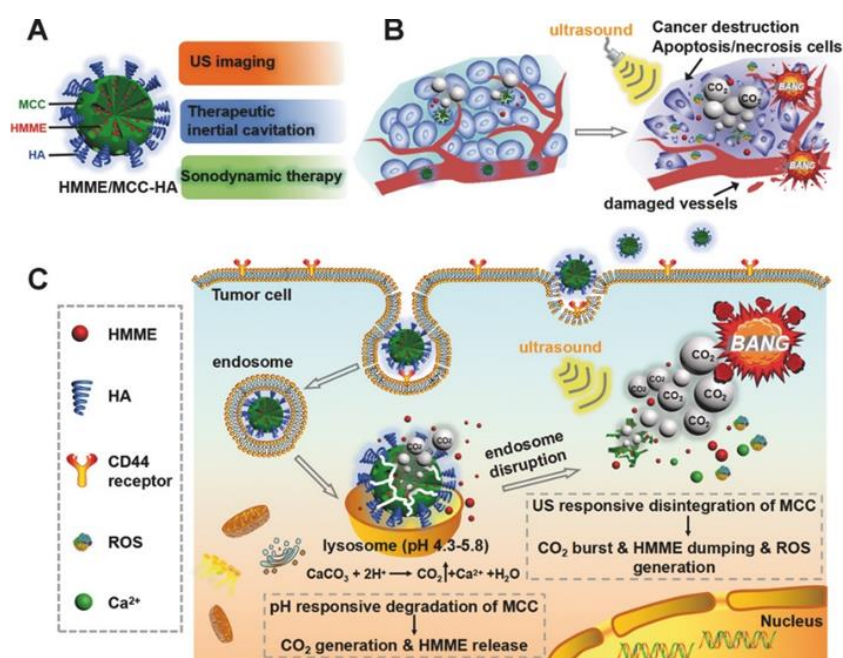 A
MCC
HMME
HA
HMME/MCC-HA
US imaging
Therapeutic
inertial cavitation
Sonodynamic therapy
B
ultrasound
Cancer destruction
Apoptosis/necrosis cells
CO₂
CO₂
BANG
BANG
damaged vessels
C
HMME
HA
CD44
receptor
ROS
Ca²⁺
Tumor cell
endosome
ultrasound
CO₂
CO₂
CO₂
CO₂
CO₂
BANG
CO₂
CO₂
endosome
disruption
lysosome (pH 4.3-5.8)
CaCO₃ + 2H⁺ → CO₂↑+Ca²⁺ +H₂O
pH responsive degradation of MCC
CO₂ generation & HMME release
US responsive disintegration of MCC
CO₂ burst & HMME dumping & ROS
generation
Nucleus